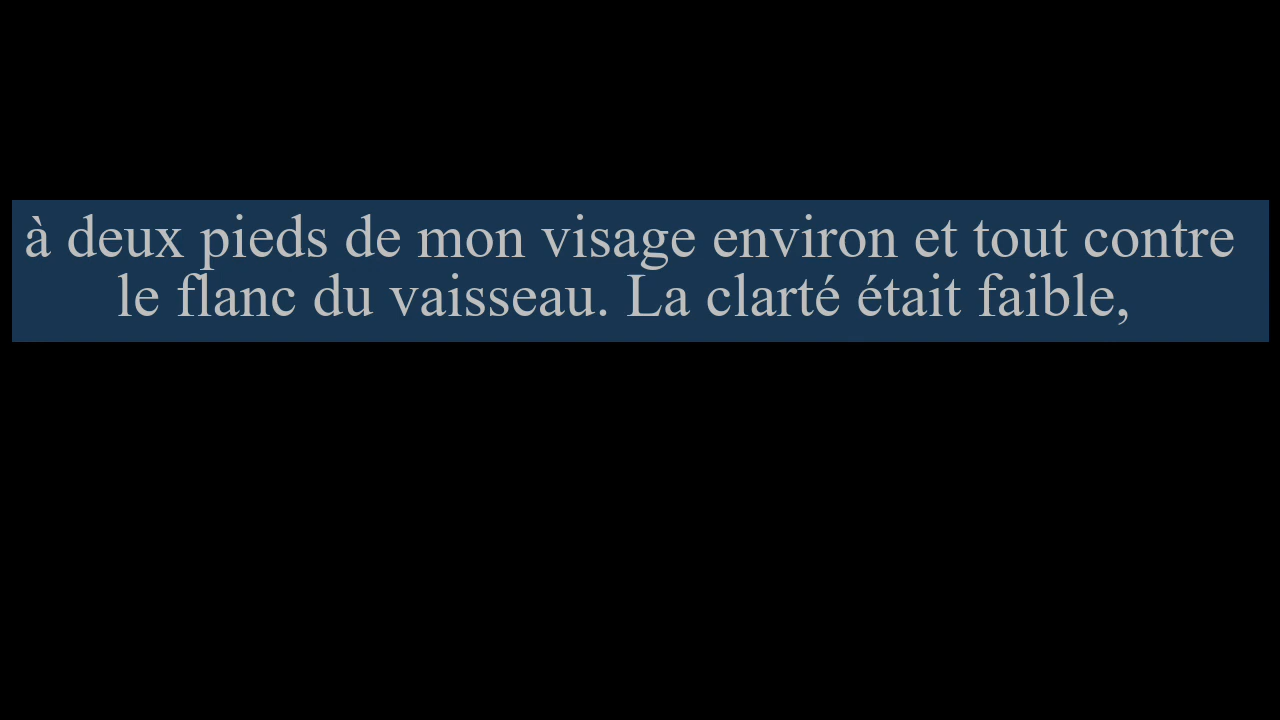 à deux pieds de mon visage environ et tout contre
le flanc du vaisseau. La clarté était faible,